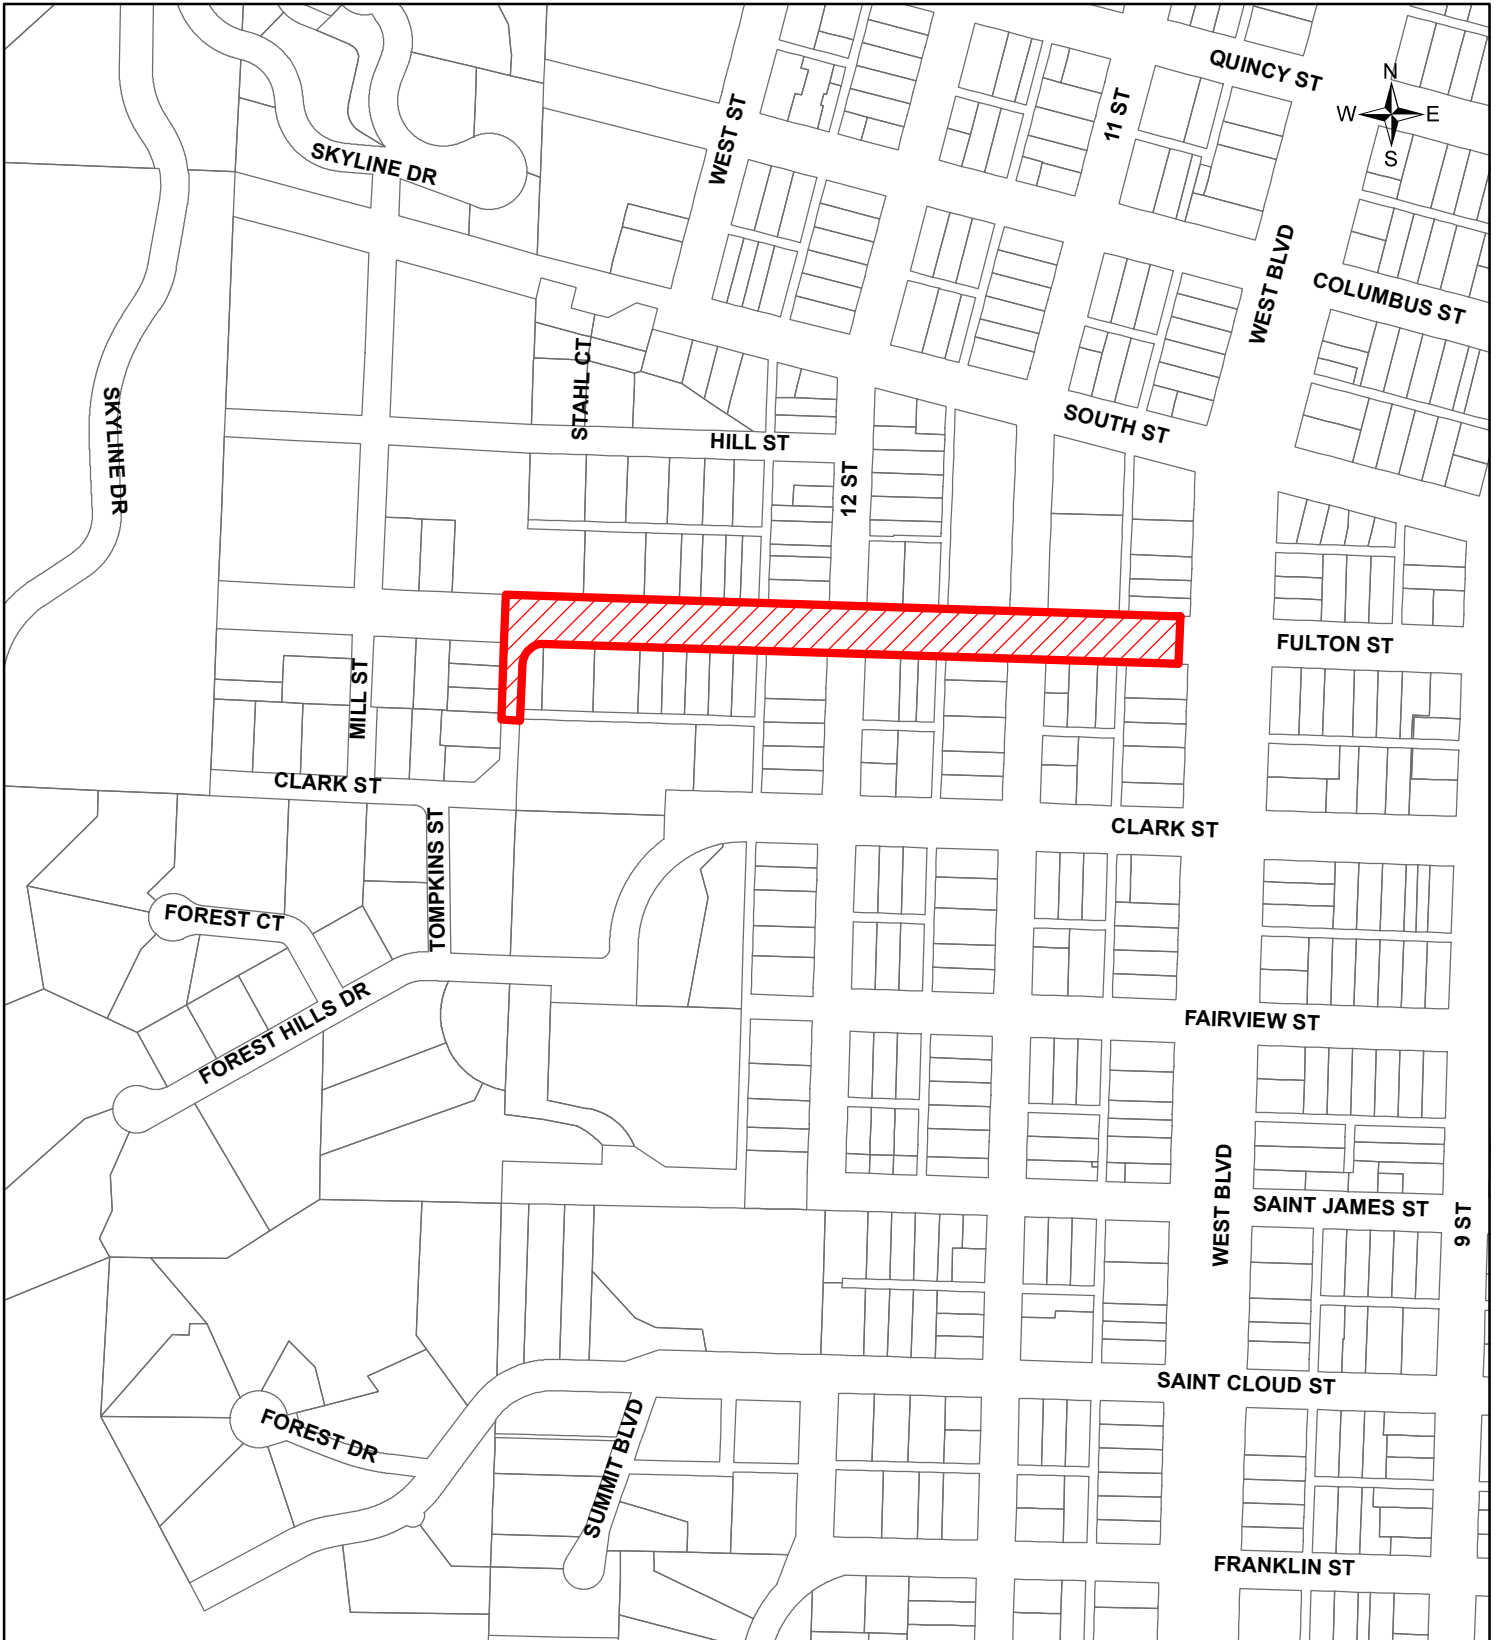 QUINCY ST
N
W
E
S
11 ST
WEST ST
SKYLINE DR
WEST BLVD
COLUMBUS ST
STAHL CT
SKYLINE DR
SOUTH ST
HILL ST
12 ST
FULTON ST
MILL ST
CLARK ST
CLARK ST
TOMPKINS ST
FOREST CT
FOREST HILLS DR
FAIRVIEW ST
WEST BLVD
SAINT JAMES ST
9 ST
SAINT CLOUD ST
FOREST DR
SUMMIT BLVD
FRANKLIN ST